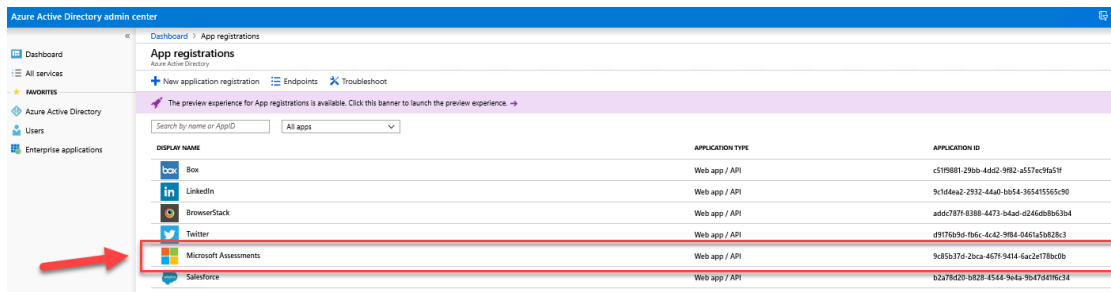 Azure Active Directory admin center
«
Dashboard > App registrations
Dashboard
All services
FAVORITES
Azure Active Directory
Users
Enterprise applications
App registrations
Azure Active Directory
New application registration Endpoints Troubleshoot
The preview experience for App registrations is available. Click this banner to launch the preview experience. →
Search by name or AppID All apps
DISPLAY NAME APPLICATION TYPE APPLICATION ID
box Box Web app / API c51f9881-29bb-4dd2-9f82-a557ec9fa51f
in LinkedIn Web app / API 9c1d4ea2-2932-44a0-bb54-365415565c90
BrowserStack Web app / API addc787f-8388-4473-b4ad-d246db8b63b4
Twitter Web app / API d9176b9d-fb6c-4c42-9f84-0461a5b828c3
Microsoft Assessments Web app / API 9c85b37d-2bca-467f-9414-6ac2e178bc0b
Salesforce Web app / API b2a78d20-b828-4544-9e4a-9b47d41f6c34